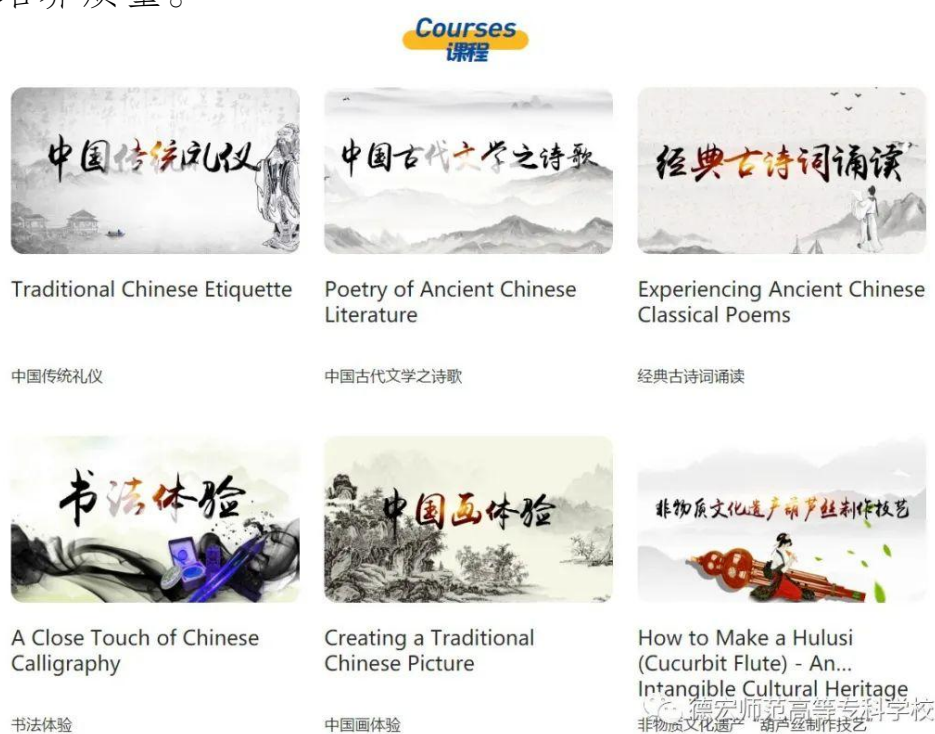 培养质量。
Courses
课程
中国传统礼仪
中国古代文学之诗歌
经典古诗词诵读
Traditional Chinese Etiquette
Poetry of Ancient Chinese
Literature
Experiencing Ancient Chinese
Classical Poems
中国传统礼仪
中国古代文学之诗歌
经典古诗词诵读
书法体验
中国画体验
非物质文化遗产葫芦丝制作技艺
A Close Touch of Chinese
Calligraphy
Creating a Traditional
Chinese Picture
How to Make a Hulusi
(Cucurbit Flute) - An...
Intangible Cultural Heritage
书法体验
中国画体验
非物质文化遗产“葫芦丝制作技艺”
德宏师范高等专科学校